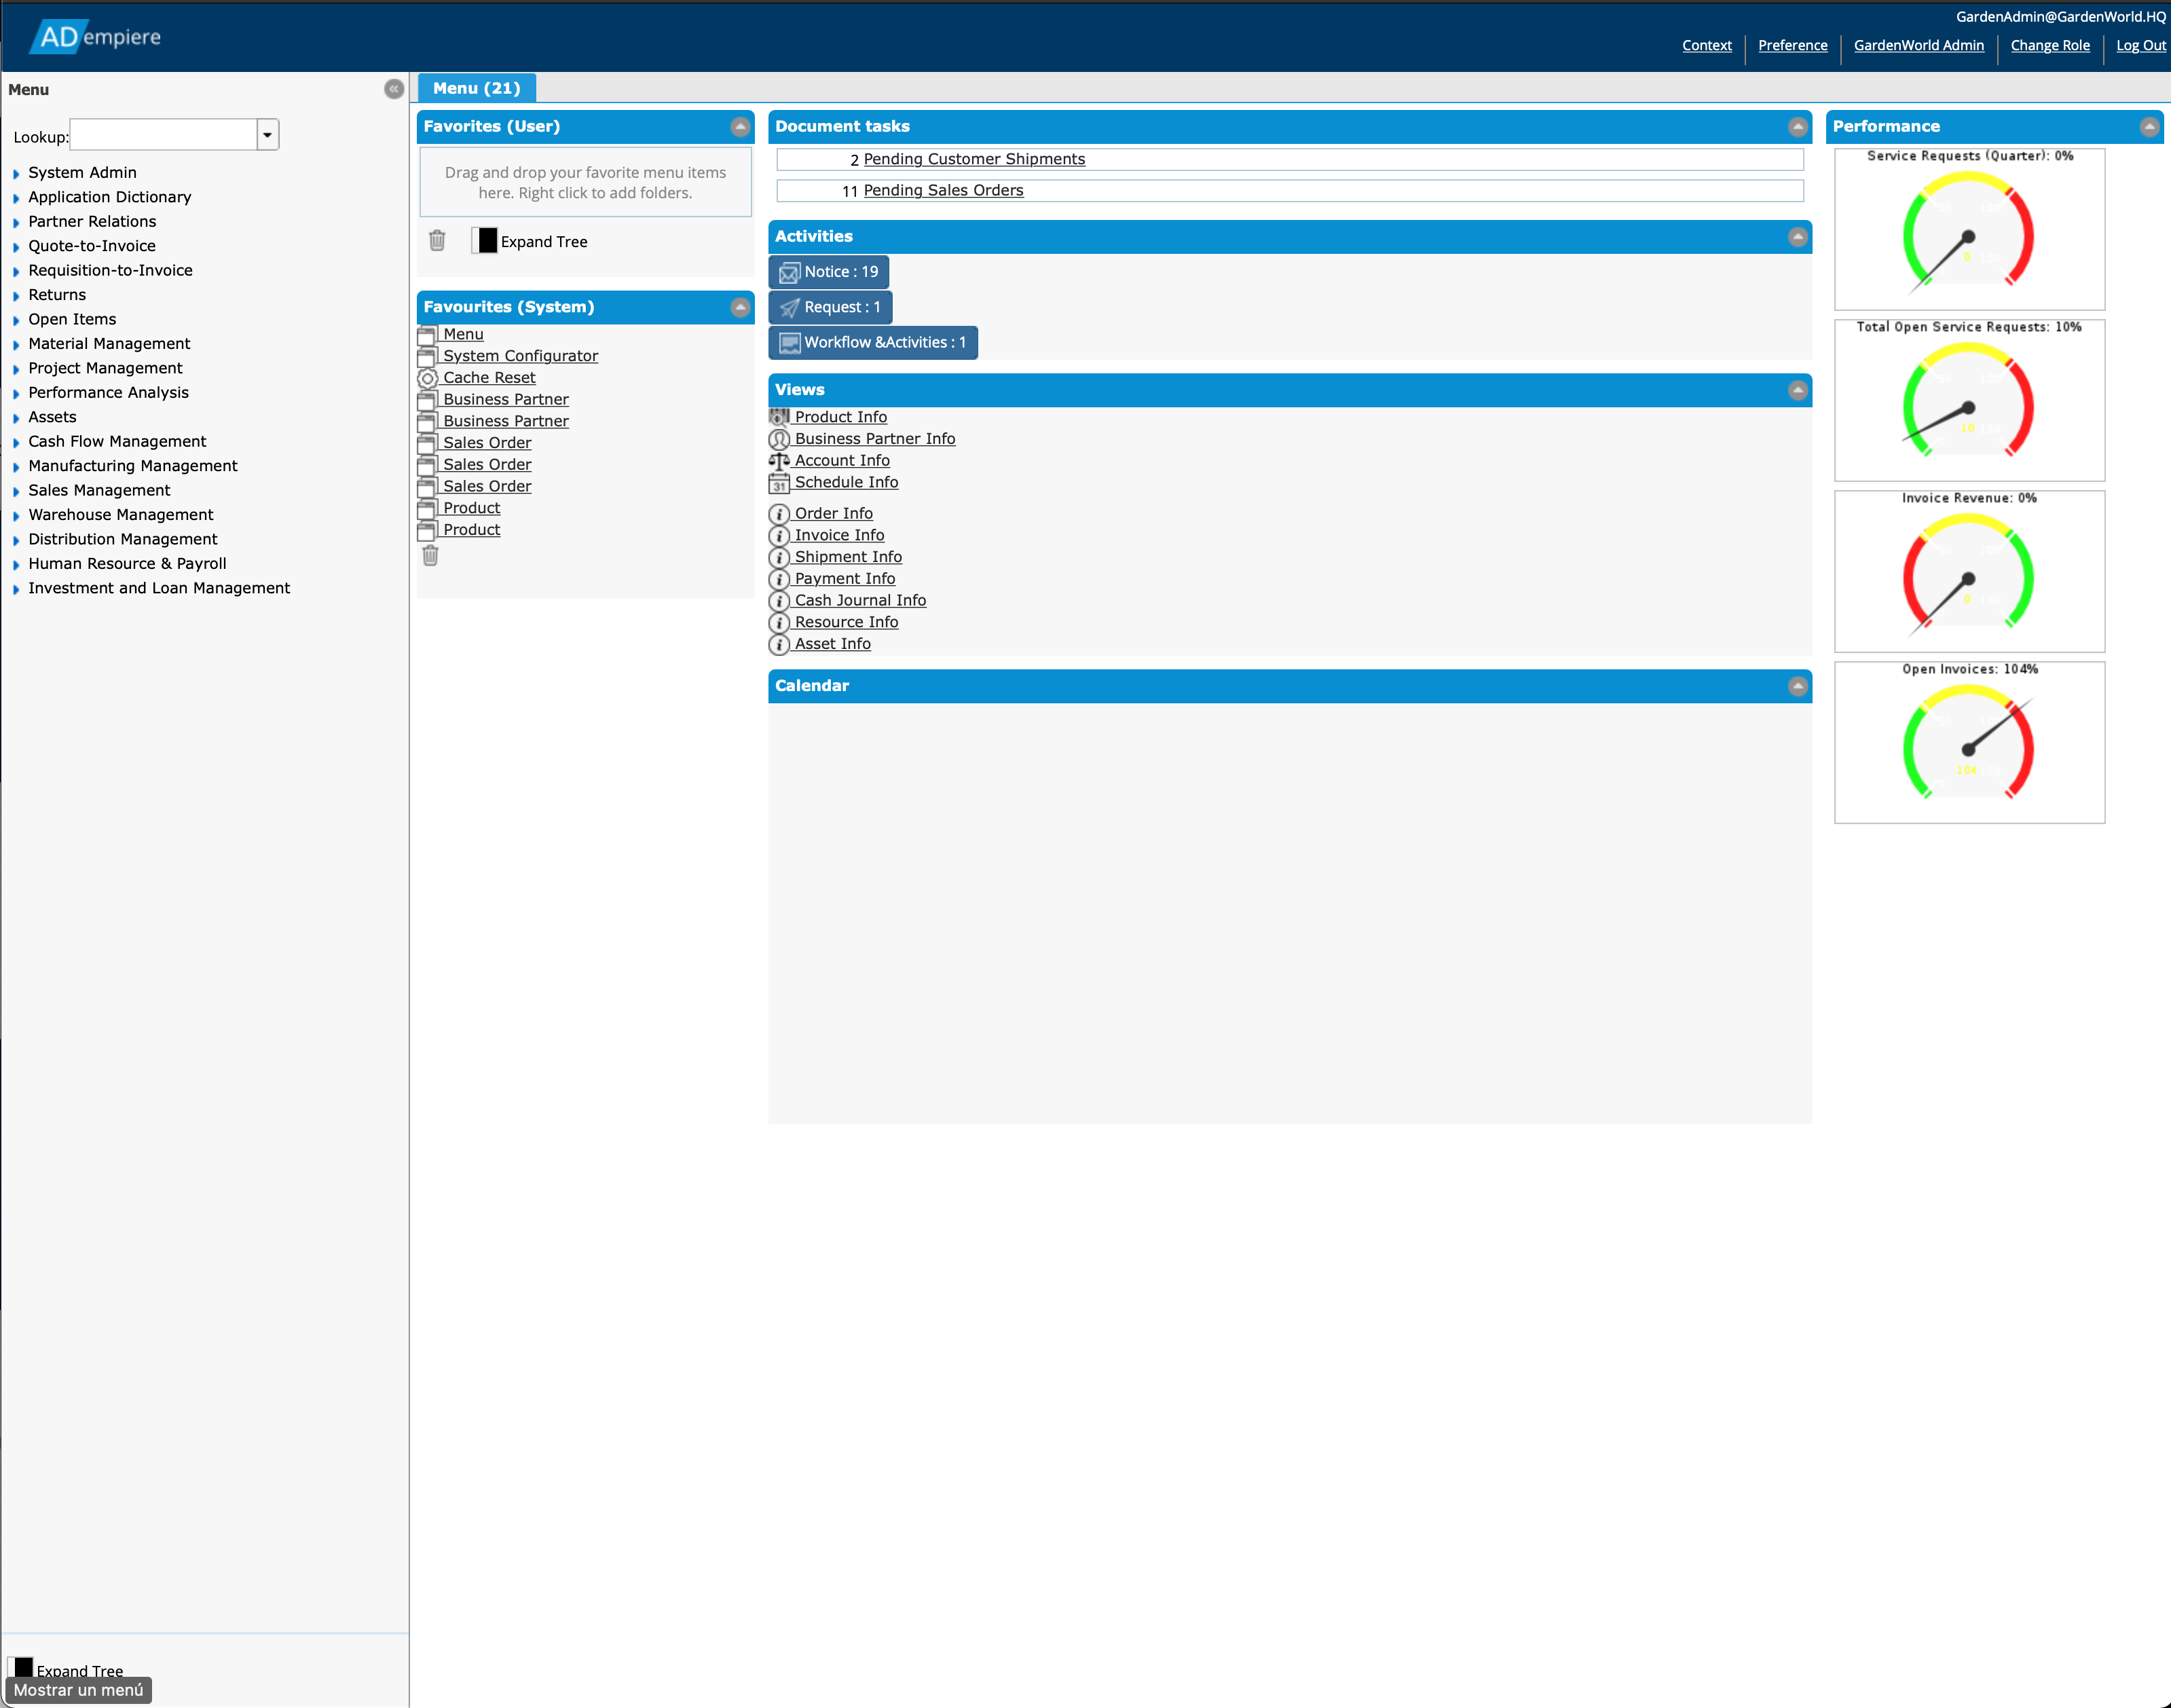 ADempiere
GardenAdmin@GardenWorld.HQ
Context
Preference
GardenWorld Admin
Change Role
Log Out
Menu
Lookup:
System Admin
Application Dictionary
Partner Relations
Quote-to-Invoice
Requisition-to-Invoice
Returns
Open Items
Material Management
Project Management
Performance Analysis
Assets
Cash Flow Management
Manufacturing Management
Sales Management
Warehouse Management
Distribution Management
Human Resource & Payroll
Investment and Loan Management
Expand Tree
Mostrar un menú
Menu (21)
Favorites (User)
Drag and drop your favorite menu items
here. Right click to add folders.
Expand Tree
Favourites (System)
Menu
System Configurator
Cache Reset
Business Partner
Business Partner
Sales Order
Sales Order
Sales Order
Product
Product
Document tasks
2 Pending Customer Shipments
11 Pending Sales Orders
Activities
Notice : 19
Request : 1
Workflow &Activities : 1
Views
Product Info
Business Partner Info
Account Info
31 Schedule Info
Order Info
Invoice Info
Shipment Info
Payment Info
Cash Journal Info
Resource Info
Asset Info
Calendar
Performance
Service Requests (Quarter): 0%
0
Total Open Service Requests: 10%
10
Invoice Revenue: 0%
0
Open Invoices: 104%
104